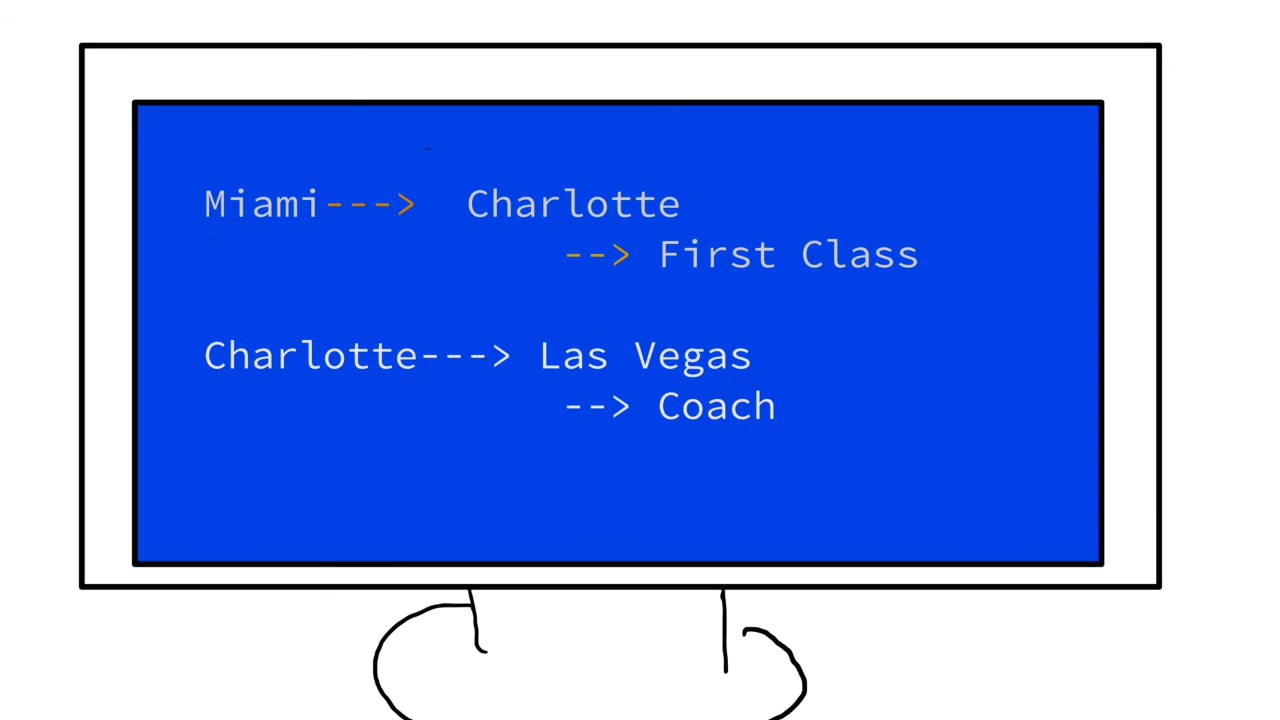 Miami---> Charlotte
--> First Class
Charlotte---> Las Vegas
--> Coach